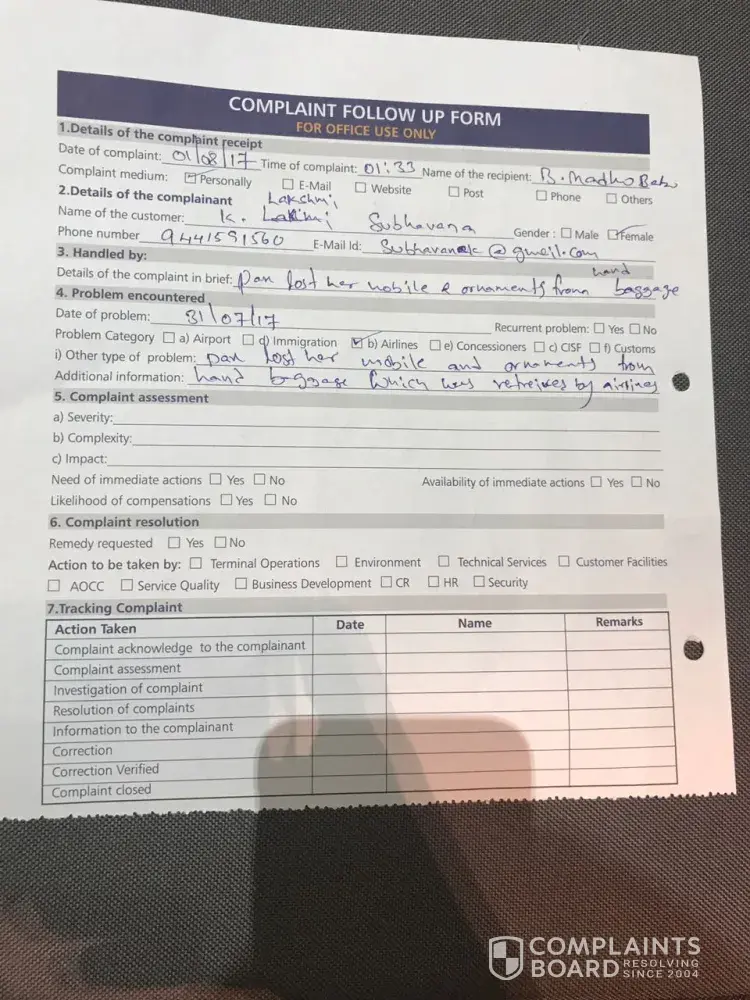 COMPLAINT FOLLOW UP FORM
FOR OFFICE USE ONLY
1.Details of the complaint receipt
Date of complaint: 01/08/17 Time of complaint: 01:33 Name of the recipient: B. Madho
Complaint medium: ☑ Personally ☐ E-Mail ☐ Website ☐ Post ☐ Phone ☐ Others
2.Details of the complainant Lakshmi
Name of the customer: K. Subhavana Gender : ☐ Male ☑ Female
Phone number 9441591560 E-Mail Id: Subhavanak@gmail.com
3. Handled by: hand
Details of the complaint in brief: pax lost her mobile & ornaments from baggage
4. Problem encountered
Date of problem: 31/07/17 Recurrent problem: ☐ Yes ☐ No
Problem Category ☐ a) Airport ☐ d) Immigration ☑ b) Airlines ☐ e) Concessioners ☐ c) CISF ☐ f) Customs
i) Other type of problem: pax lost her mobile and ornaments from
Additional information: hand baggage which was retreived by airlines
5. Complaint assessment
a) Severity:
b) Complexity:
c) Impact:
Need of immediate actions ☐ Yes ☐ No Availability of immediate actions ☐ Yes ☐ No
Likelihood of compensations ☐ Yes ☐ No
6. Complaint resolution
Remedy requested ☐ Yes ☐ No
Action to be taken by: ☐ Terminal Operations ☐ Environment ☐ Technical Services ☐ Customer Facilities
☐ AOCC ☐ Service Quality ☐ Business Development ☐ CR ☐ HR ☐ Security
7.Tracking Complaint
Action Taken Date Name Remarks
Complaint acknowledge to the complainant
Complaint assessment
Investigation of complaint
Resolution of complaints
Information to the complainant
Correction
Correction Verified
Complaint closed
COMPLAINTS
BOARD RESOLVING SINCE 2004